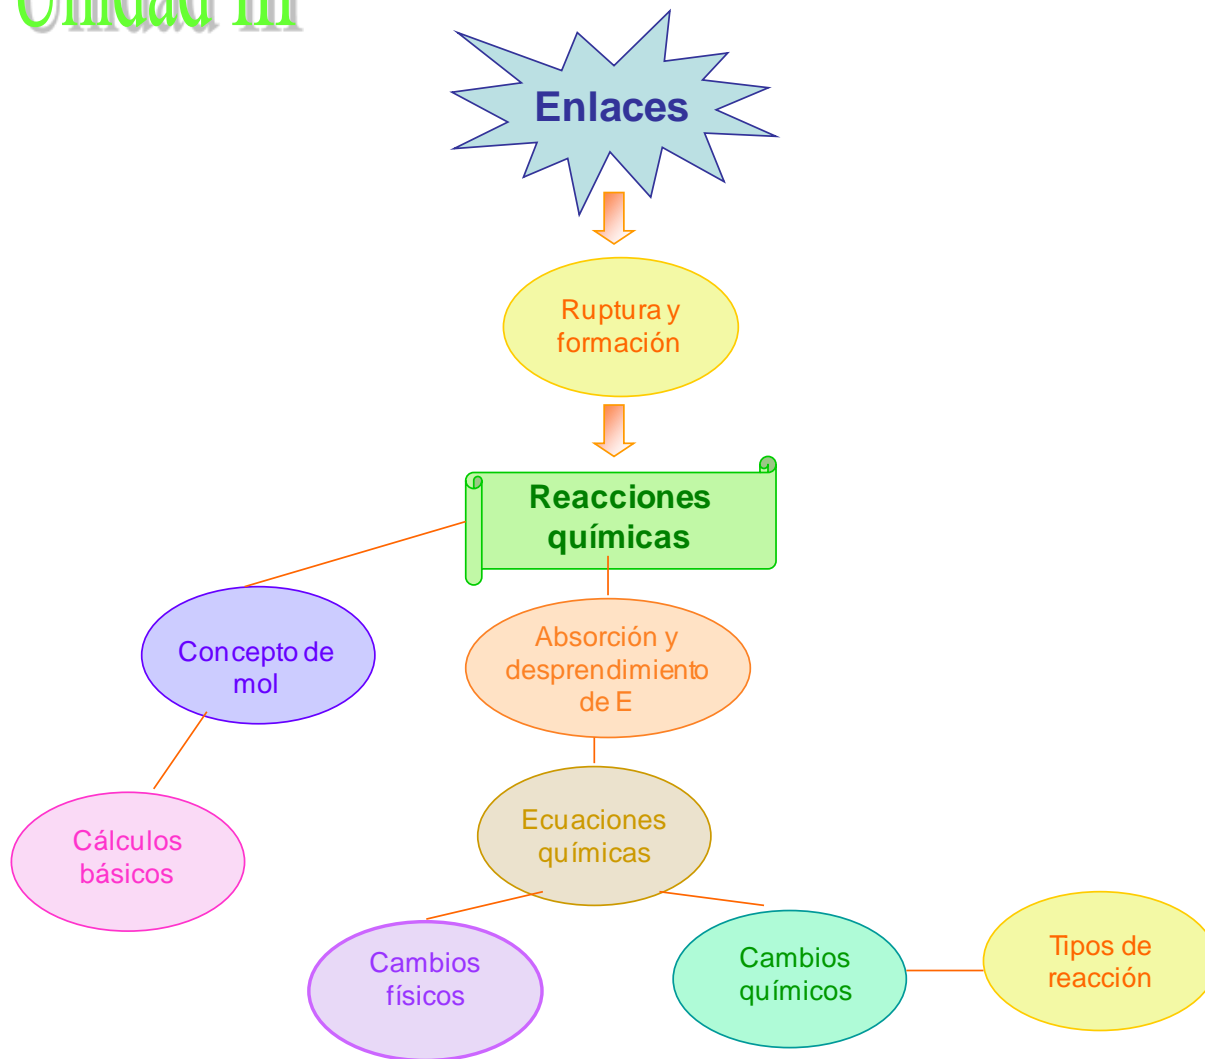 Unidad III
Enlaces
Ruptura y
formación
Reacciones
químicas
Concepto de
mol
Absorción y
desprendimiento
de E
Cálculos
básicos
Ecuaciones
químicas
Cambios
físicos
Cambios
químicos
Tipos de
reacción